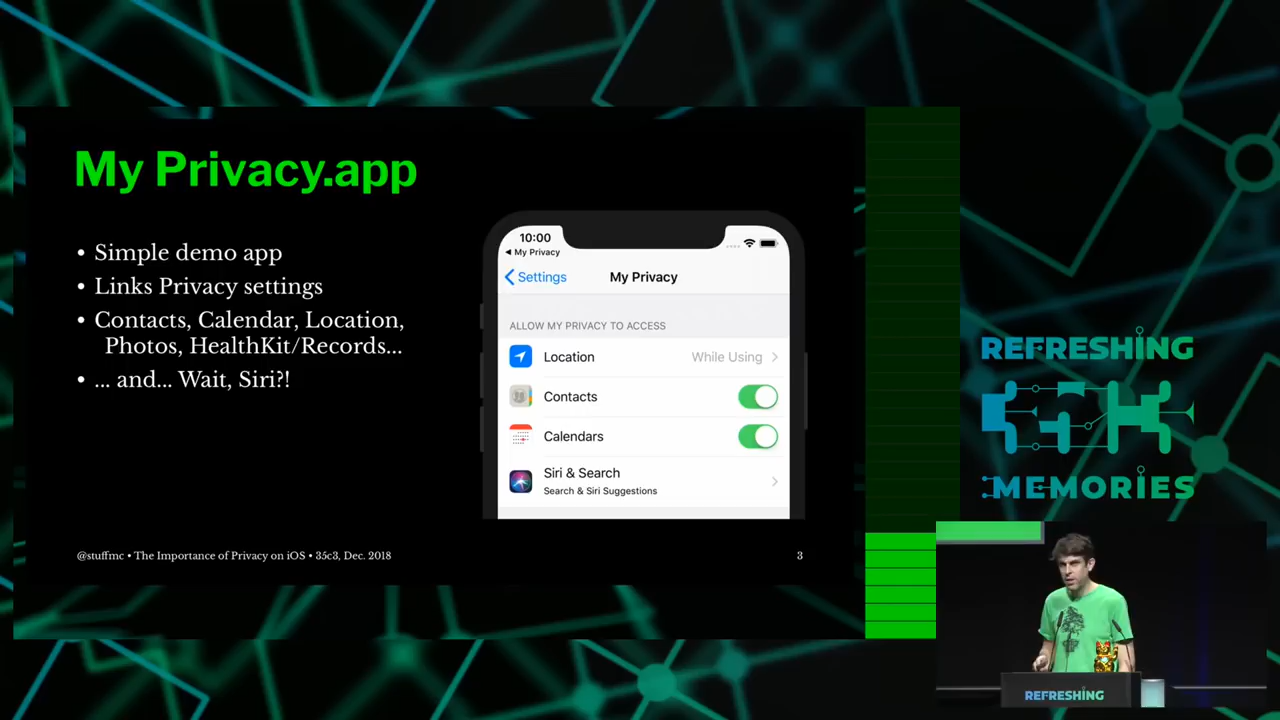 My Privacy.app
• Simple demo app
• Links Privacy settings
• Contacts, Calendar, Location,
Photos, HealthKit/Records...
• ... and... Wait, Siri?!
10:00
◀ My Privacy
Settings
My Privacy
ALLOW MY PRIVACY TO ACCESS
Location
While Using
Contacts
Calendars
Siri & Search
Search & Siri Suggestions
@stuffmc • The Importance of Privacy on iOS • 35c3, Dec. 2018
3
REFRESHING
35C3
MEMORIES
REFRESHING